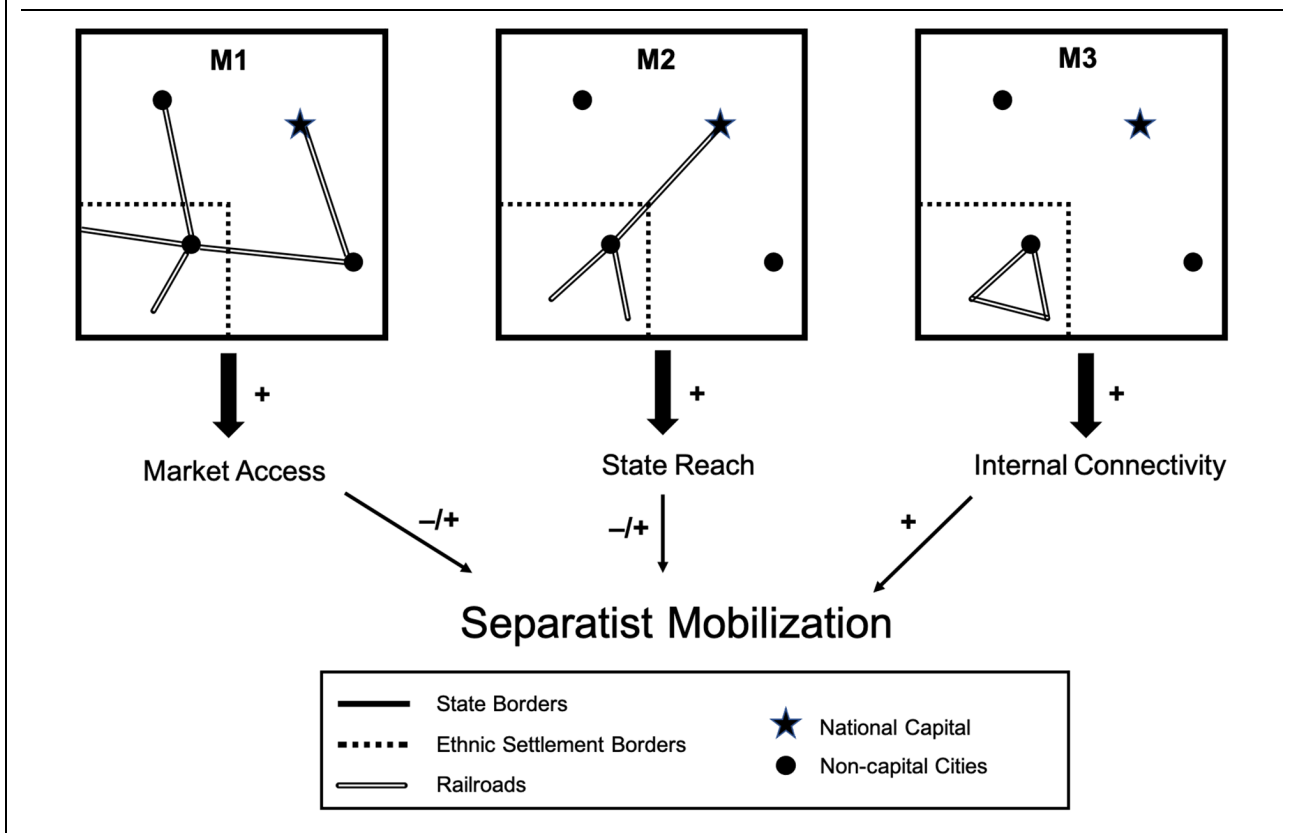 M1
M2
M3
+
+
+
Market Access
State Reach
Internal Connectivity
–/+
–/+
+
Separatist Mobilization
State Borders
Ethnic Settlement Borders
Railroads
National Capital
Non-capital Cities